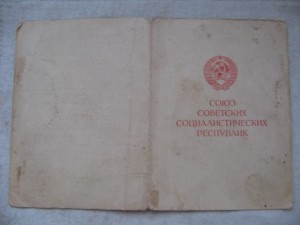 СОЮЗ
СОВЕТСКИХ
СОЦИАЛИСТИЧЕСКИХ
РЕСПУБЛИК